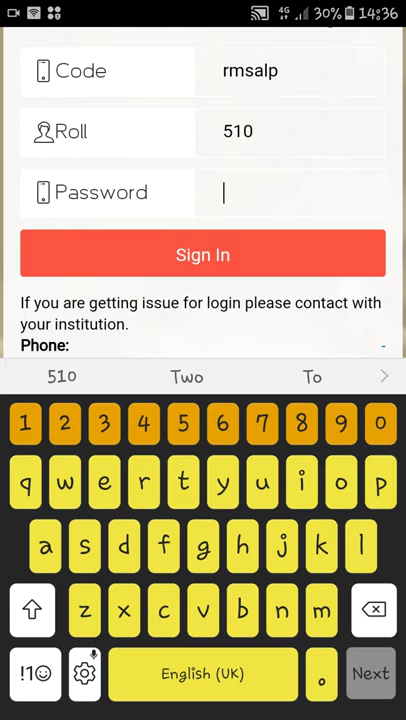 4G 30% 14:36
Code rmsalp
Roll 510
Password
Sign In
If you are getting issue for login please contact with
your institution.
Phone: -
510 Two To
1 2 3 4 5 6 7 8 9 0
q w e r t y u i o p
a s d f g h j k l
z x c v b n m
!1☺ English (UK) . Next